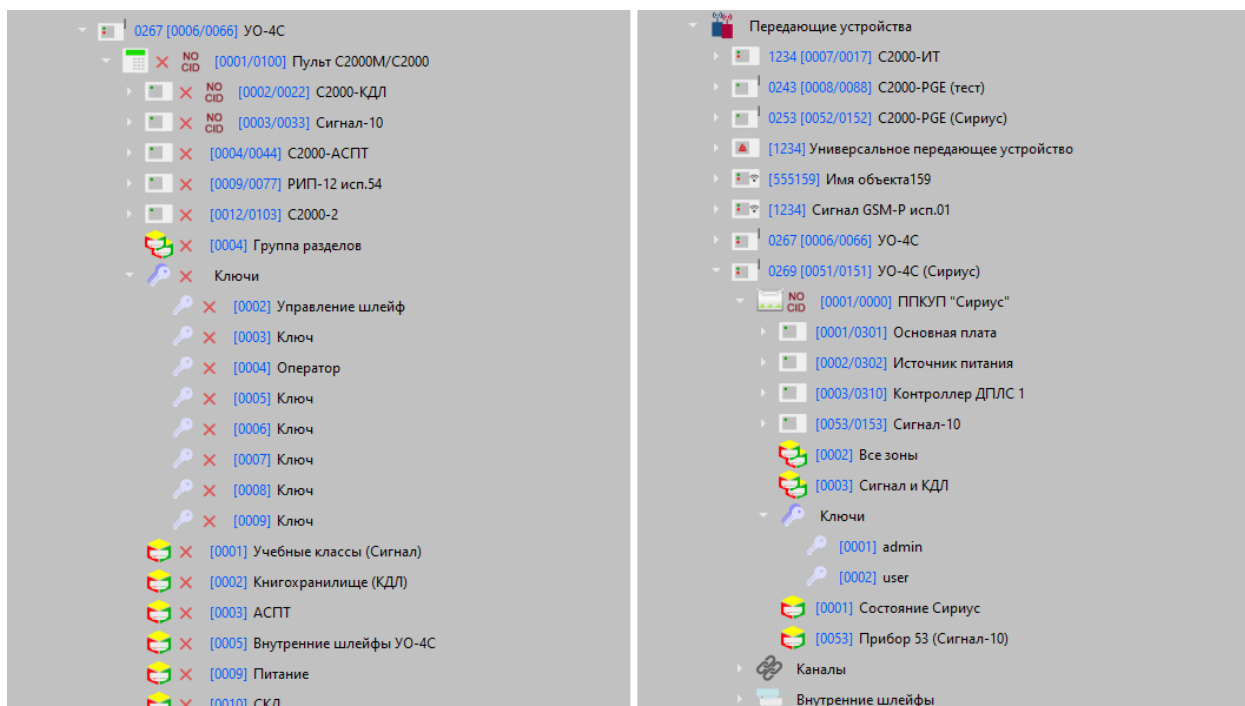 0267 [0006/0066] УО-4С
NO CID [0001/0100] Пульт С2000М/С2000
NO CID [0002/0022] С2000-КДЛ
NO CID [0003/0033] Сигнал-10
[0004/0044] С2000-АСПТ
[0009/0077] РИП-12 исп.54
[0012/0103] С2000-2
[0004] Группа разделов
Ключи
[0002] Управление шлейф
[0003] Ключ
[0004] Оператор
[0005] Ключ
[0006] Ключ
[0007] Ключ
[0008] Ключ
[0009] Ключ
[0001] Учебные классы (Сигнал)
[0002] Книгохранилище (КДЛ)
[0003] АСПТ
[0005] Внутренние шлейфы УО-4С
[0009] Питание
[0010] СКД
Передающие устройства
1234 [0007/0017] С2000-ИТ
0243 [0008/0088] С2000-PGE (тест)
0253 [0052/0152] С2000-PGE (Сириус)
[1234] Универсальное передающее устройство
[555159] Имя объекта159
[1234] Сигнал GSM-P исп.01
0267 [0006/0066] УО-4С
0269 [0051/0151] УО-4С (Сириус)
NO CID [0001/0000] ППКУП "Сириус"
[0001/0301] Основная плата
[0002/0302] Источник питания
[0003/0310] Контроллер ДПЛС 1
[0053/0153] Сигнал-10
[0002] Все зоны
[0003] Сигнал и КДЛ
Ключи
[0001] admin
[0002] user
[0001] Состояние Сириус
[0053] Прибор 53 (Сигнал-10)
Каналы
Внутренние шлейфы